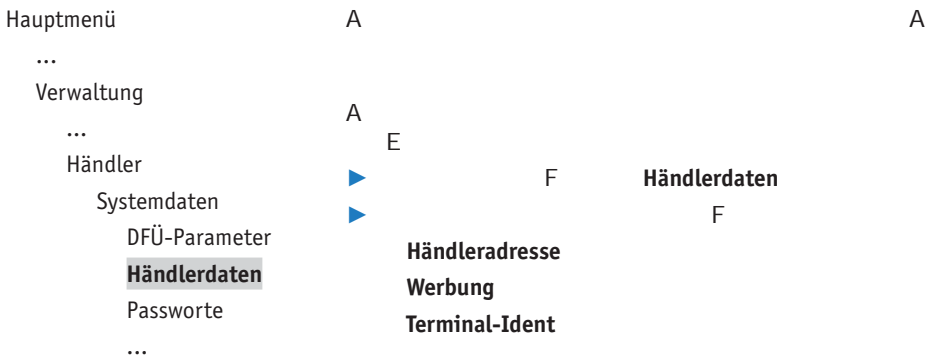 Hauptmenü
...
Verwaltung
...
Händler
Systemdaten
DFÜ-Parameter
Händlerdaten
Passworte
...
A A
A
E
F Händlerdaten
F
Händleradresse
Werbung
Terminal-Ident